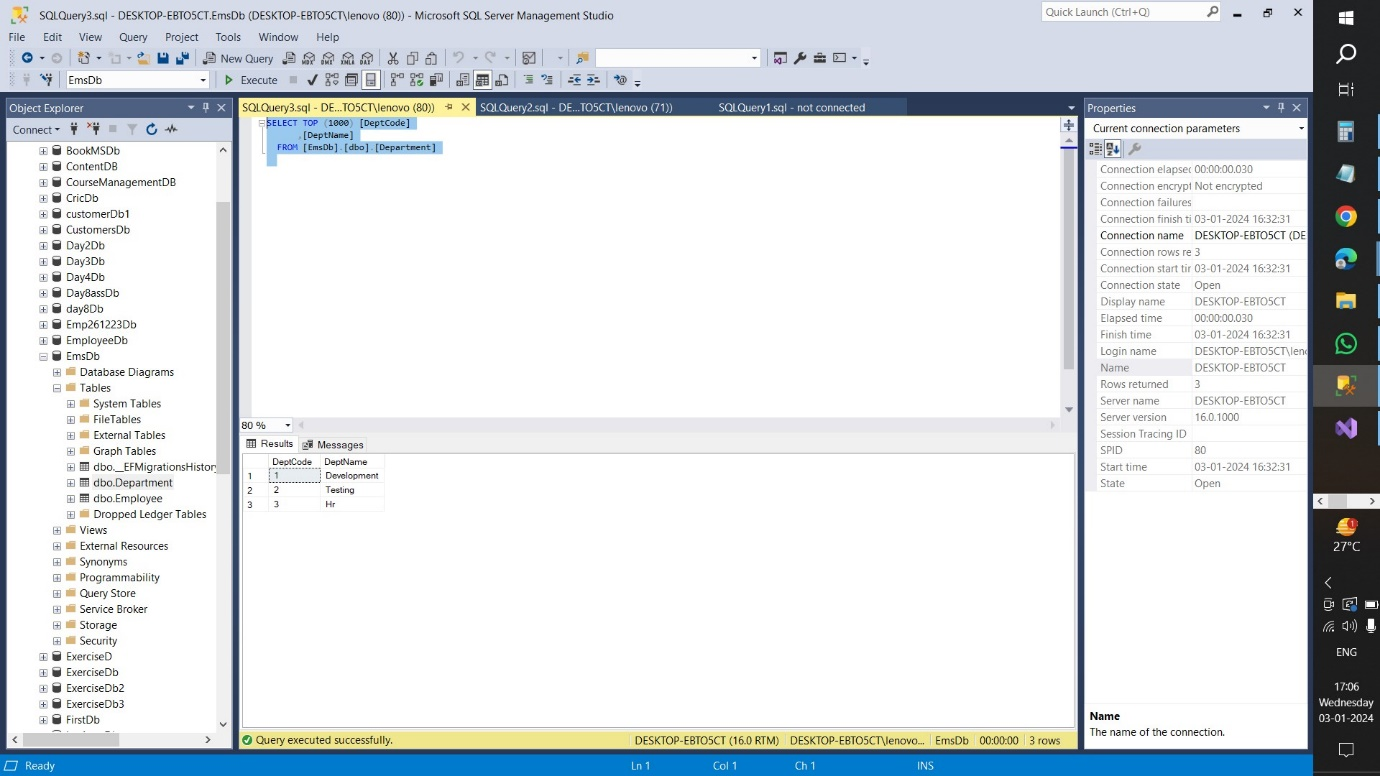 SQLQuery3.sql - DESKTOP-EBTO5CT.EmsDb (DESKTOP-EBTO5CT\lenovo (80)) - Microsoft SQL Server Management Studio
Quick Launch (Ctrl+Q)
File Edit View Query Project Tools Window Help
New Query
EmsDb
Execute
Object Explorer
Connect
BookMSDb
ContentDB
CourseManagementDB
CricDb
customerDb1
CustomersDb
Day2Db
Day3Db
Day4Db
Day8assDb
day8Db
Emp261223Db
EmployeeDb
EmsDb
Database Diagrams
Tables
System Tables
FileTables
External Tables
Graph Tables
dbo.__EFMigrationsHistory
dbo.Department
dbo.Employee
Dropped Ledger Tables
Views
External Resources
Synonyms
Programmability
Query Store
Service Broker
Storage
Security
ExerciseD
ExerciseDb
ExerciseDb2
ExerciseDb3
FirstDb
SQLQuery3.sql - DE...TO5CT\lenovo (80)) SQLQuery2.sql - DE...TO5CT\lenovo (71)) SQLQuery1.sql - not connected
SELECT TOP (1000) [DeptCode]
,[DeptName]
FROM [EmsDb].[dbo].[Department]
80 %
Results Messages
DeptCode DeptName
1 1 Development
2 2 Testing
3 3 Hr
Query executed successfully. DESKTOP-EBTO5CT (16.0 RTM) DESKTOP-EBTO5CT\lenovo... EmsDb 00:00:00 3 rows
Properties
Current connection parameters
Connection elapsec 00:00:00.030
Connection encrypt Not encrypted
Connection failures
Connection finish ti 03-01-2024 16:32:31
Connection name DESKTOP-EBTO5CT (DE
Connection rows re 3
Connection start tir 03-01-2024 16:32:31
Connection state Open
Display name DESKTOP-EBTO5CT
Elapsed time 00:00:00.030
Finish time 03-01-2024 16:32:31
Login name DESKTOP-EBTO5CT\leno
Name DESKTOP-EBTO5CT
Rows returned 3
Server name DESKTOP-EBTO5CT
Server version 16.0.1000
Session Tracing ID
SPID 80
Start time 03-01-2024 16:32:31
State Open
Name
The name of the connection.
Ready Ln 1 Col 1 Ch 1 INS
1
27°C
ENG
17:06
Wednesday
03-01-2024